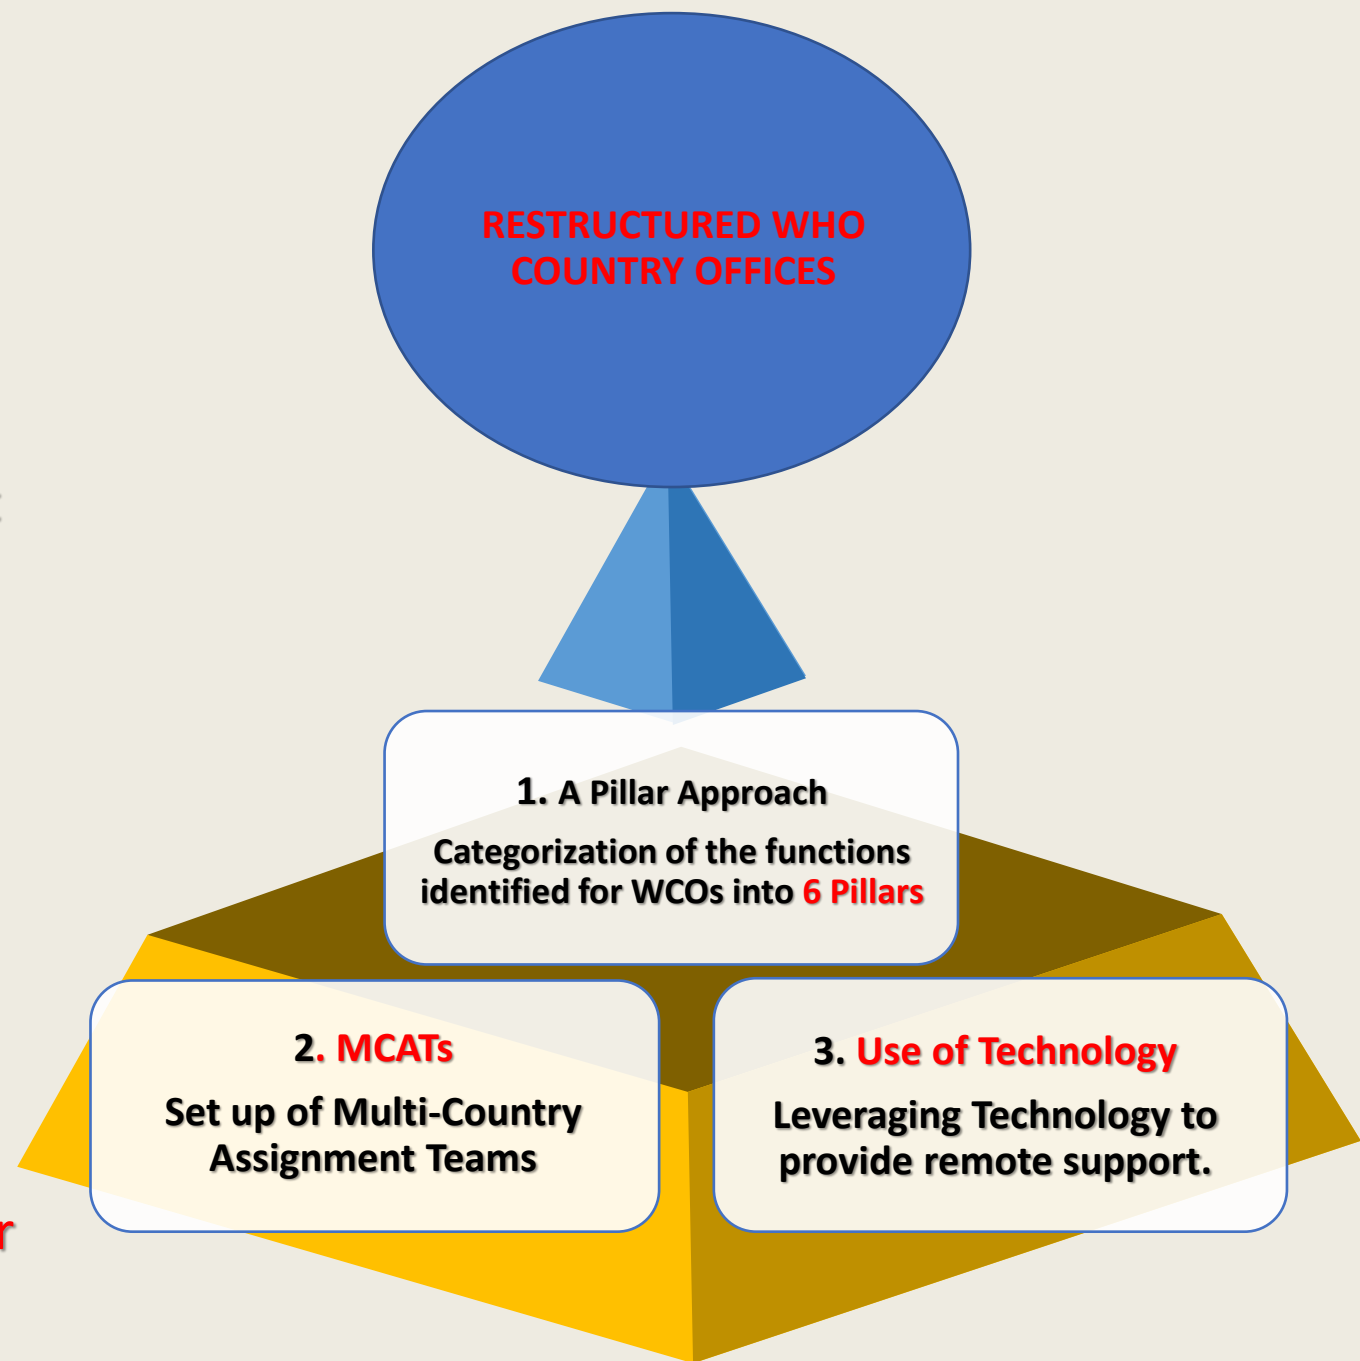 RESTRUCTURED WHO
COUNTRY OFFICES
1. A Pillar Approach
Categorization of the functions
identified for WCOs into 6 Pillars
2. MCATs
Set up of Multi-Country
Assignment Teams
3. Use of Technology
Leveraging Technology to
provide remote support.
r